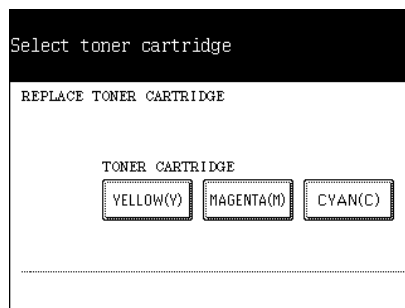 Select toner cartridge
REPLACE TONER CARTRIDGE
TONER CARTRIDGE
YELLOW(Y) MAGENTA(M) CYAN(C)